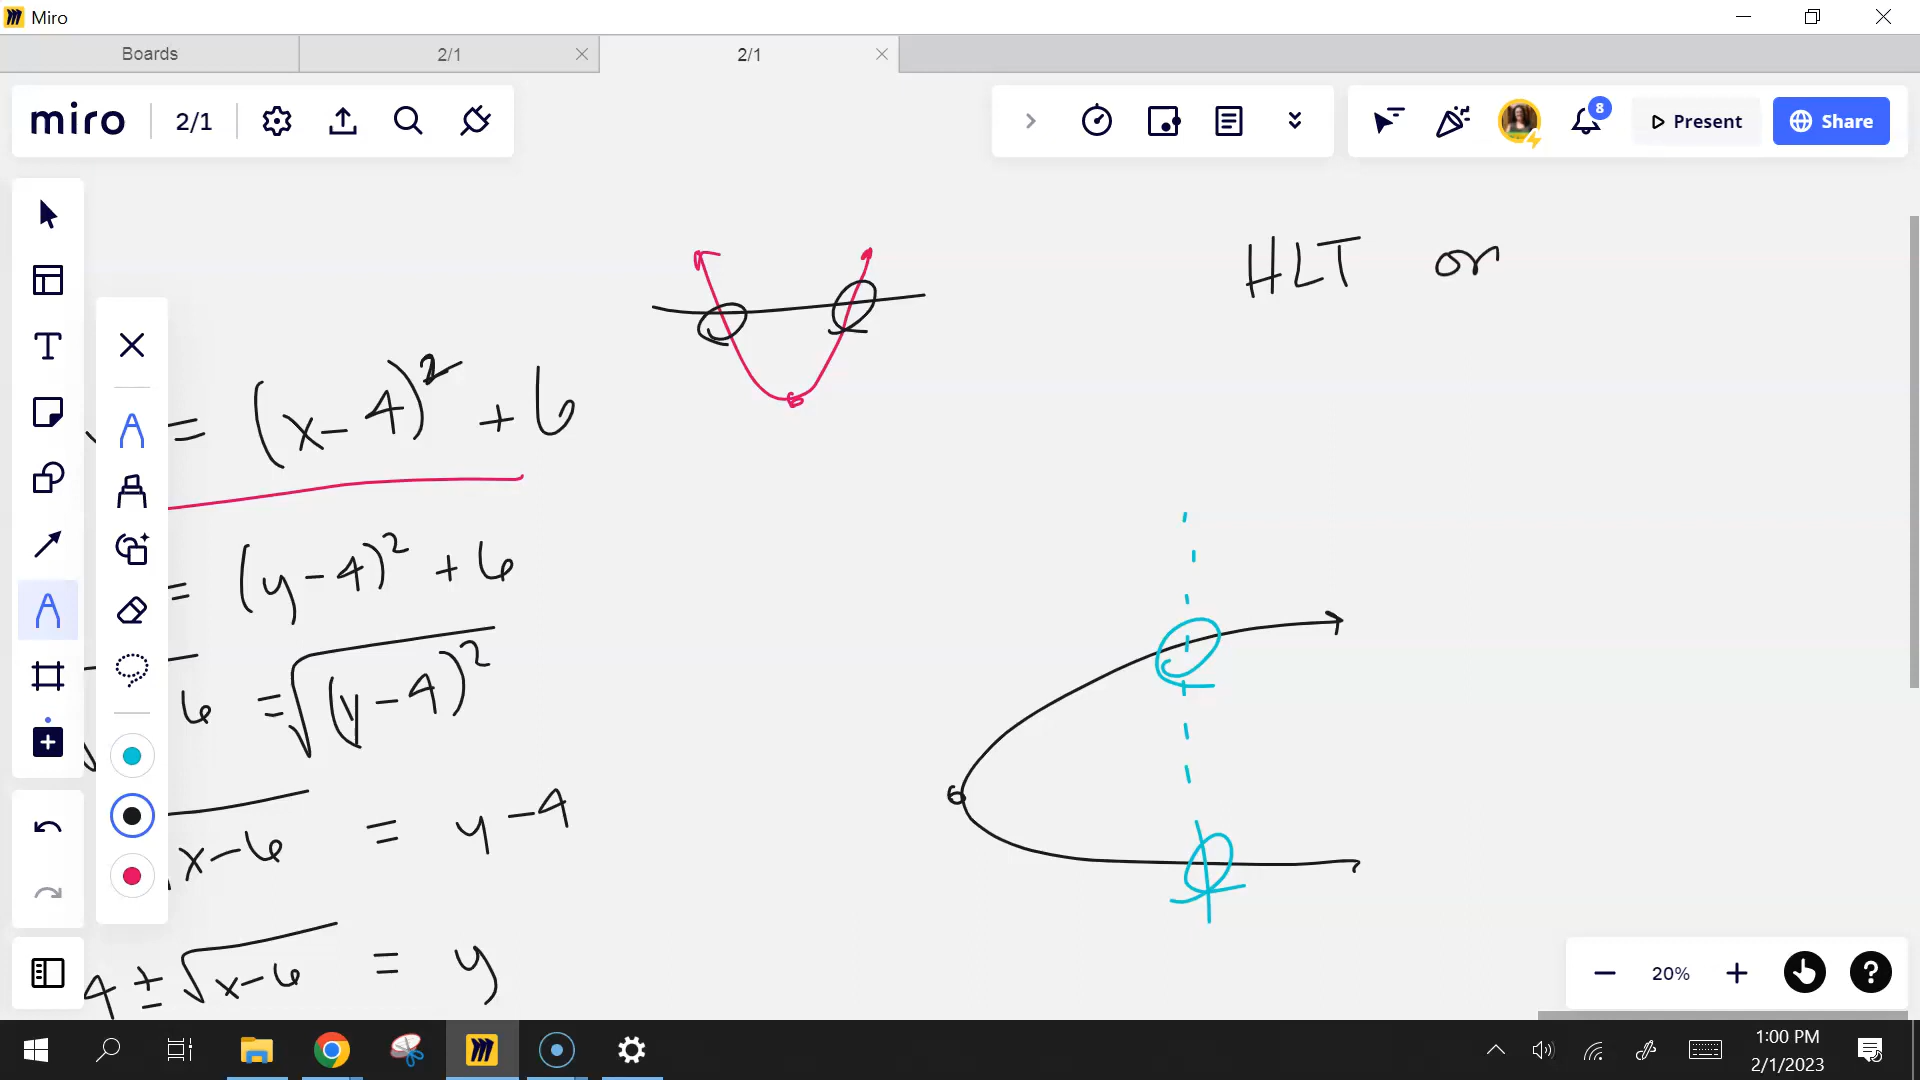 Miro
Boards 2/1 2/1
miro 2/1 8 Present Share
HLT or
= (x-4)² + 6
= (y-4)² + 6
6 = √(y-4)²
x-6 = y-4
4 ± √x-6 = y
20%
1:00 PM
2/1/2023